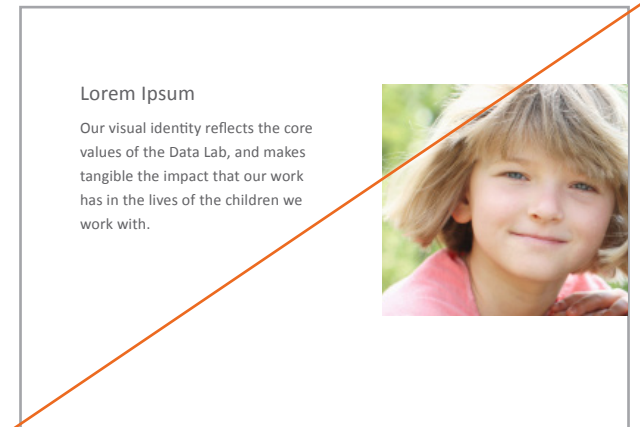 Lorem Ipsum
Our visual identity reflects the core
values of the Data Lab, and makes
tangible the impact that our work
has in the lives of the children we
work with.